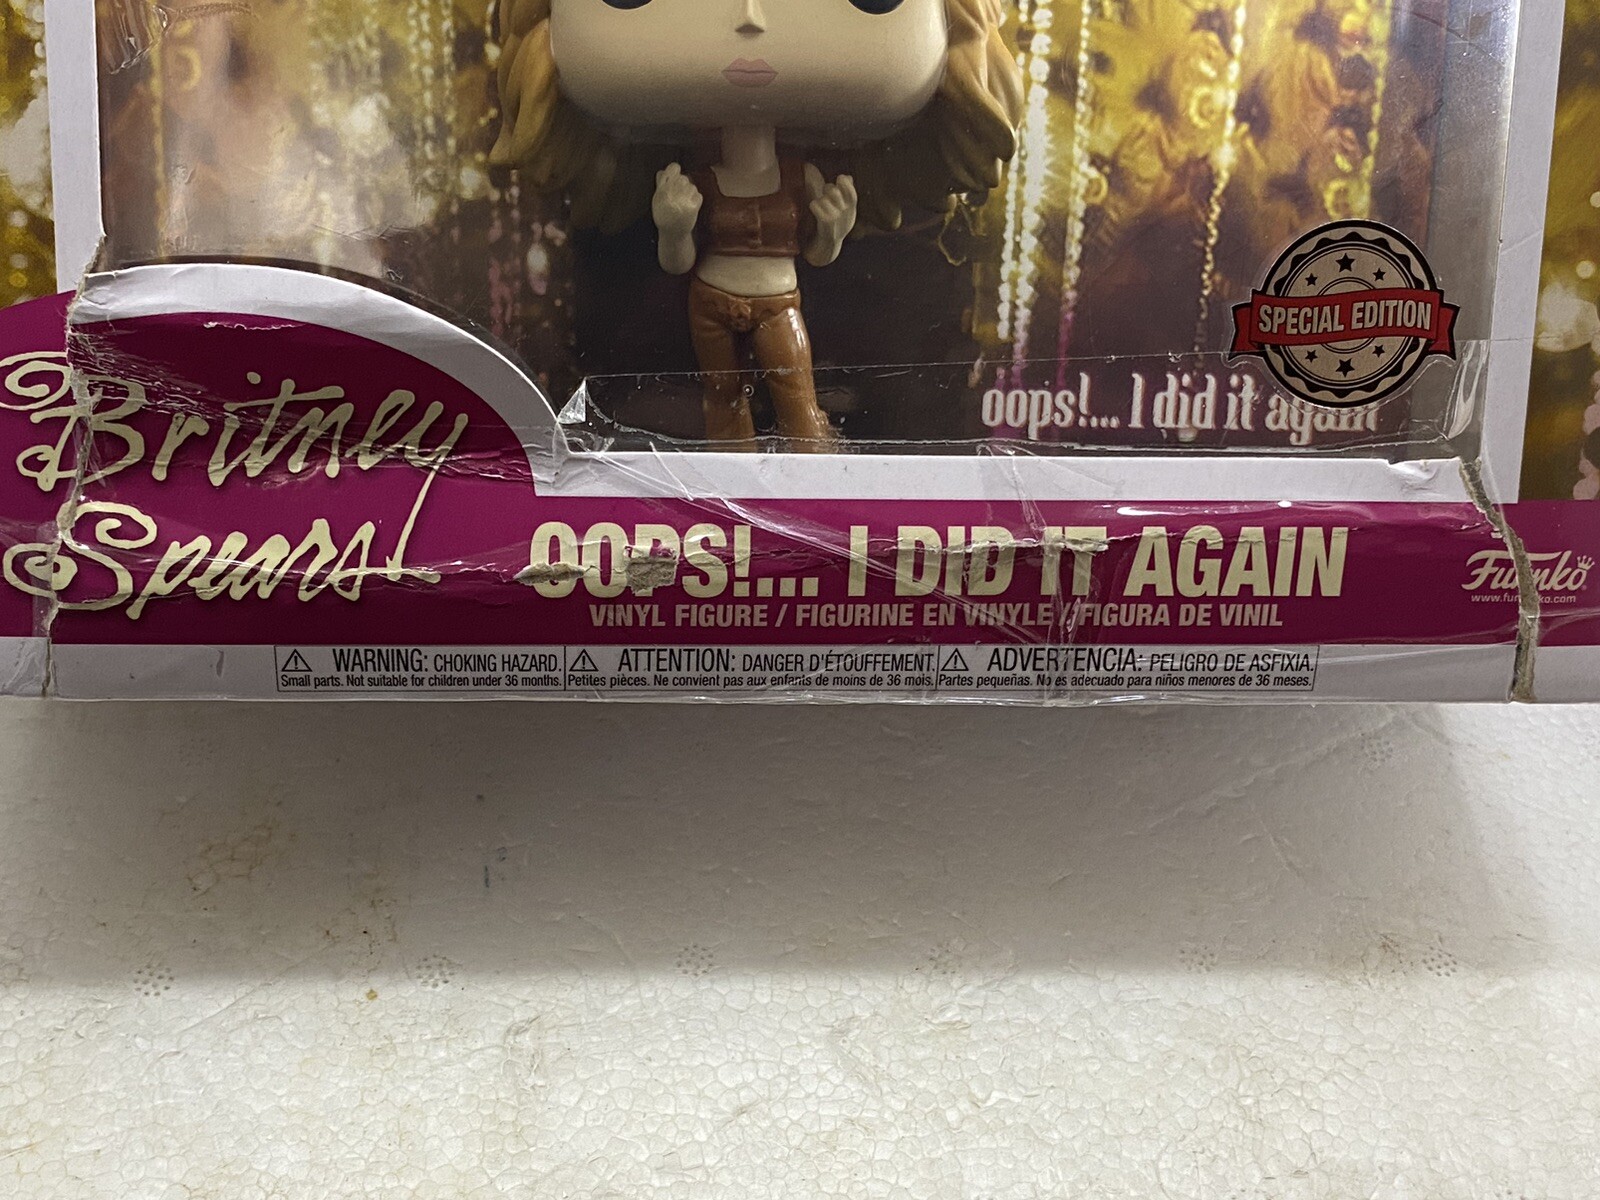 SPECIAL EDITION
oops!... I did it again
Britney
Spears
OOPS!... I DID IT AGAIN
VINYL FIGURE / FIGURINE EN VINYLE / FIGURA DE VINIL
Funko
www.funko.com
WARNING: CHOKING HAZARD.
Small parts. Not suitable for children under 36 months.
ATTENTION: DANGER D'ÉTOUFFEMENT.
Petites pièces. Ne convient pas aux enfants de moins de 36 mois.
ADVERTENCIA: PELIGRO DE ASFIXIA.
Partes pequeñas. No es adecuado para niños menores de 36 meses.